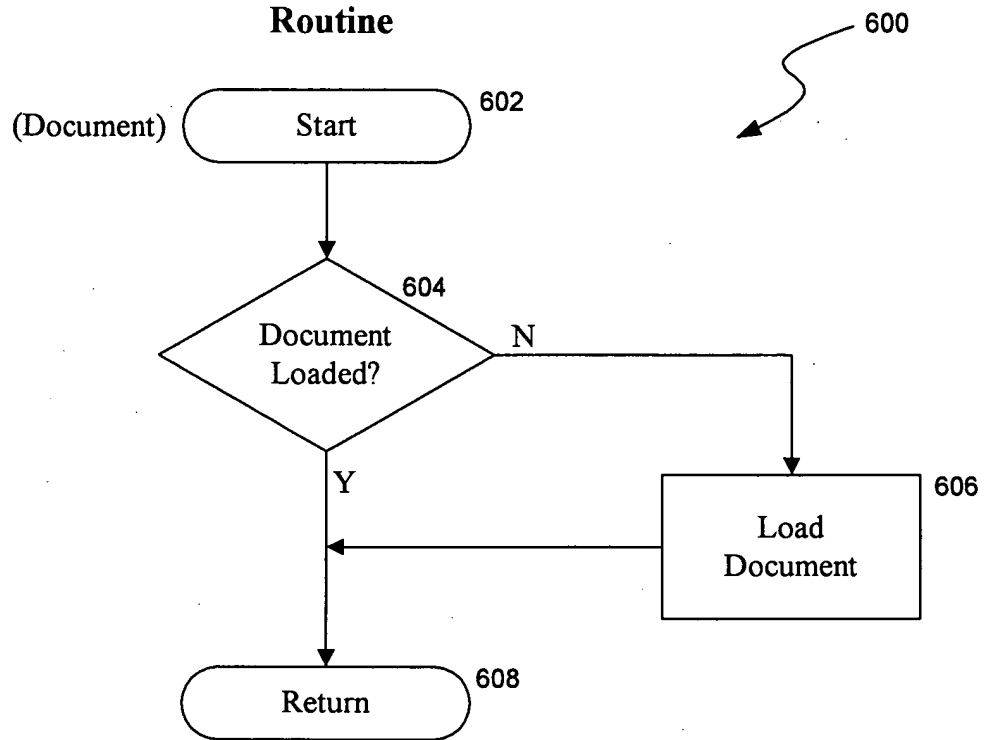 Routine
600
602
(Document)
Start
604
Document
Loaded?
N
Y
606
Load
Document
608
Return